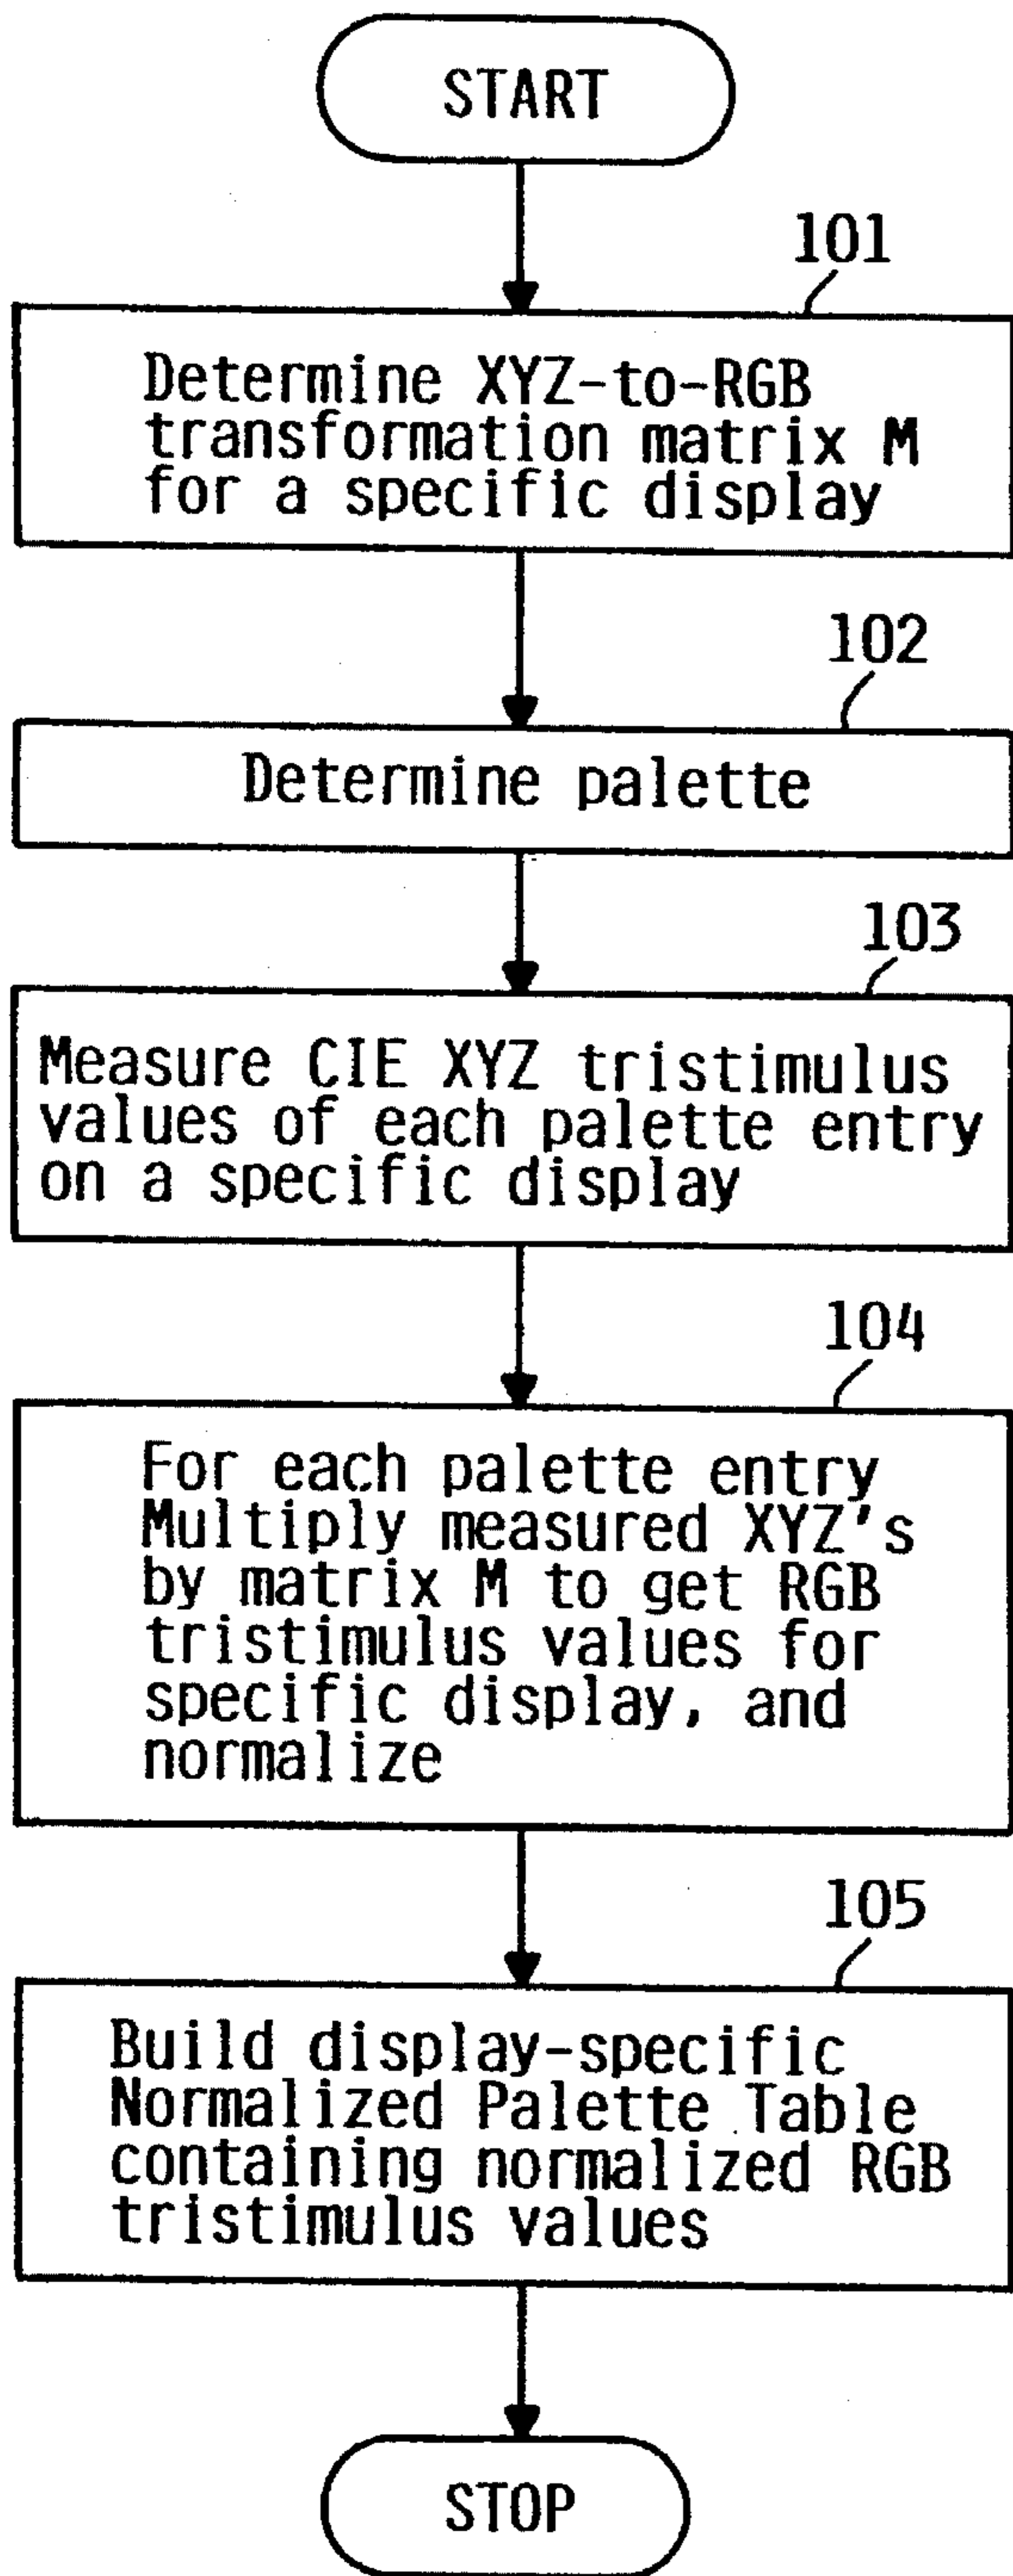 START
101
Determine XYZ-to-RGB
transformation matrix M
for a specific display
102
Determine palette
103
Measure CIE XYZ tristimulus
values of each palette entry
on a specific display
104
For each palette entry
Multiply measured XYZ's
by matrix M to get RGB
tristimulus values for
specific display, and
normalize
105
Build display-specific
Normalized Palette Table
containing normalized RGB
tristimulus values
STOP